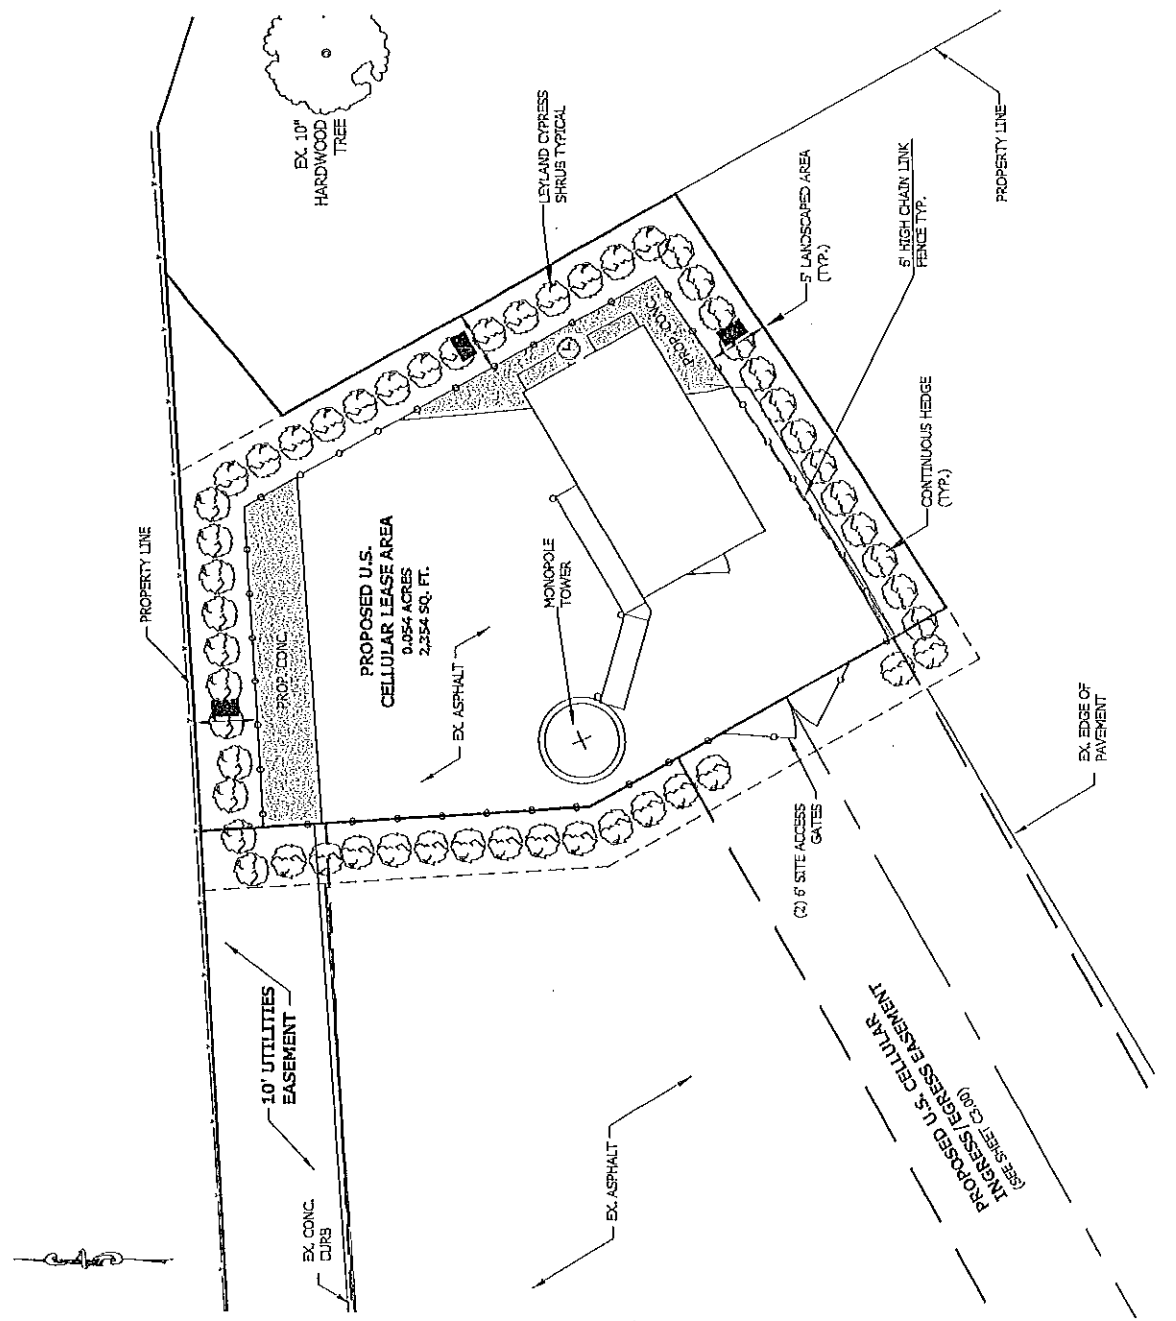 EX. 10"
HARDWOOD
TREE
PROPERTY LINE
LEYLAND CYPRESS
SHRUB TYPICAL
PROPERTY LINE
5' LANDSCAPED AREA
(TYP.)
5' HIGH CHAIN LINK
FENCE TYP.
PROP. CONC.
CONTINUOUS HEDGE
(TYP.)
PROPOSED U.S.
CELLULAR LEASE AREA
0.054 ACRES
2,354 SQ. FT.
MONOPOLE
TOWER
PROP. CONC.
EX. ASPHALT
EX. EDGE OF
PAVEMENT
(2) 6' SITE ACCESS
GATES
10' UTILITIES
EASEMENT
PROPOSED U.S. CELLULAR
INGRESS/EGRESS EASEMENT
(SEE SHEET C3.00)
EX. ASPHALT
EX. CONC.
CURB